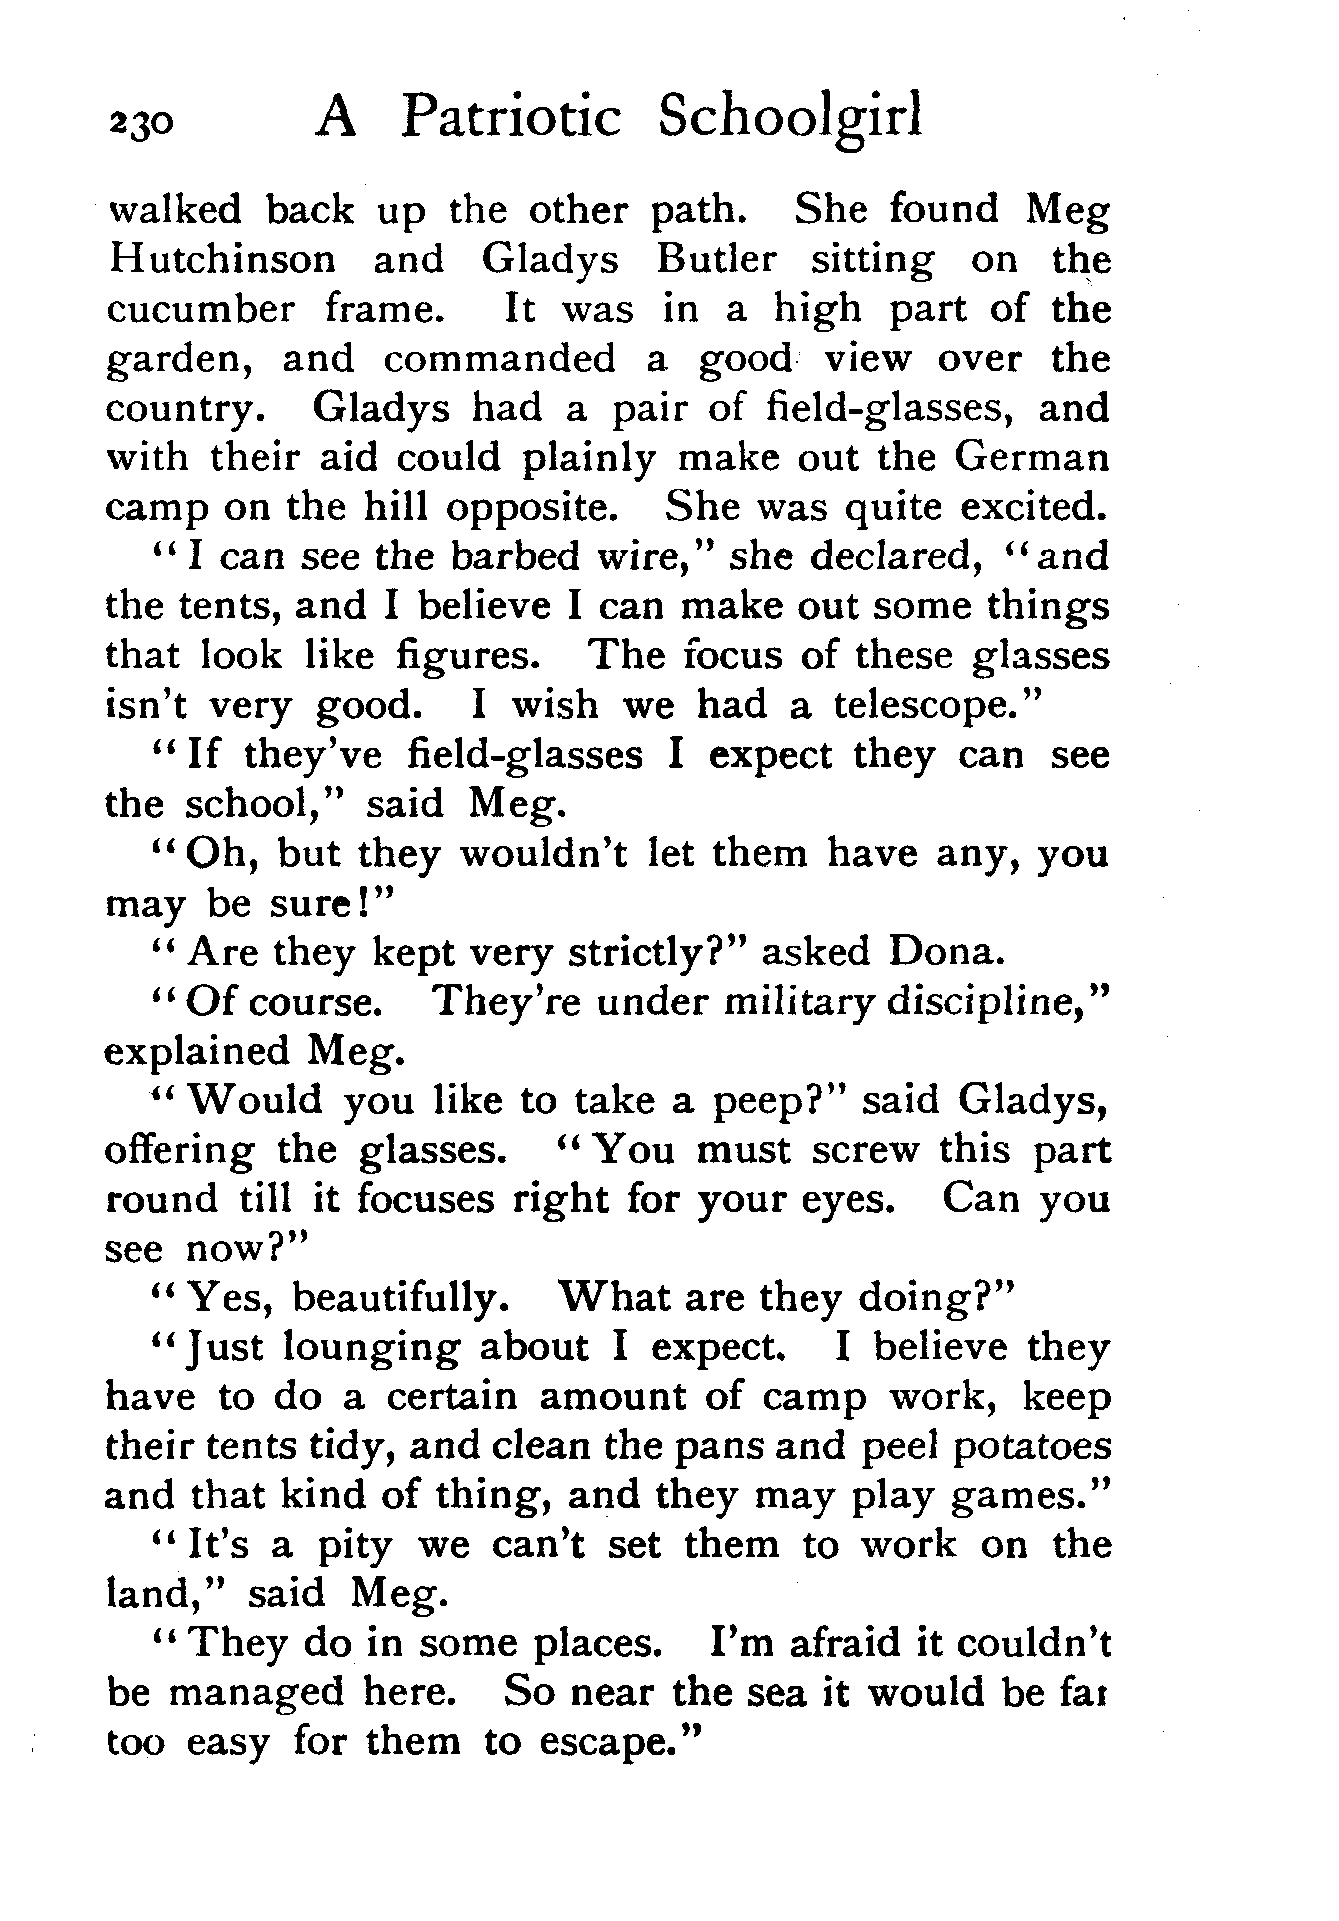 230 A Patriotic Schoolgirl
walked back up the other path. She found Meg
Hutchinson and Gladys Butler sitting on the
cucumber frame. It was in a high part of the
garden, and commanded a good view over the
country. Gladys had a pair of field-glasses, and
with their aid could plainly make out the German
camp on the hill opposite. She was quite excited.
“I can see the barbed wire,” she declared, “and
the tents, and I believe I can make out some things
that look like figures. The focus of these glasses
isn't very good. I wish we had a telescope.”
“If they've field-glasses I expect they can see
the school,” said Meg.
“Oh, but they wouldn't let them have any, you
may be sure!”
“Are they kept very strictly?” asked Dona.
“Of course. They're under military discipline,”
explained Meg.
“Would you like to take a peep?” said Gladys,
offering the glasses. “You must screw this part
round till it focuses right for your eyes. Can you
see now?”
“Yes, beautifully. What are they doing?”
“Just lounging about I expect. I believe they
have to do a certain amount of camp work, keep
their tents tidy, and clean the pans and peel potatoes
and that kind of thing, and they may play games.”
“It's a pity we can't set them to work on the
land,” said Meg.
“They do in some places. I'm afraid it couldn't
be managed here. So near the sea it would be far
too easy for them to escape.”